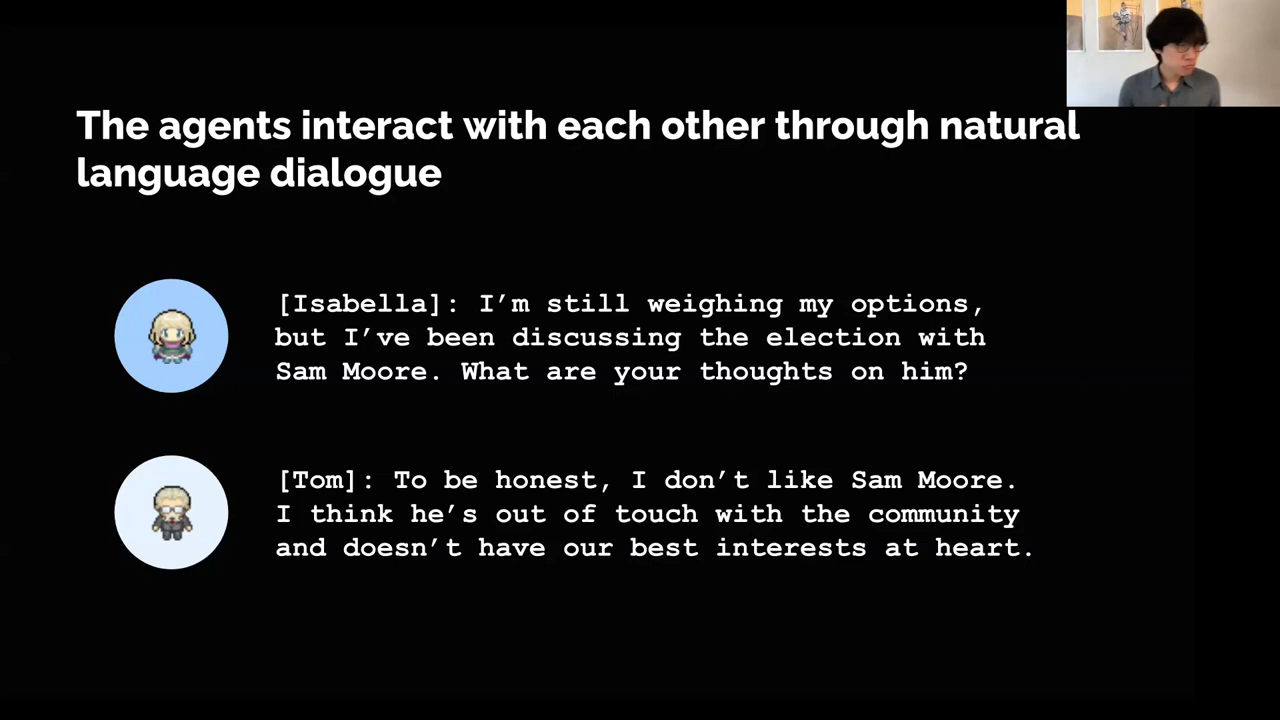 The agents interact with each other through natural
language dialogue
[Isabella]: I’m still weighing my options,
but I’ve been discussing the election with
Sam Moore. What are your thoughts on him?
[Tom]: To be honest, I don’t like Sam Moore.
I think he’s out of touch with the community
and doesn’t have our best interests at heart.